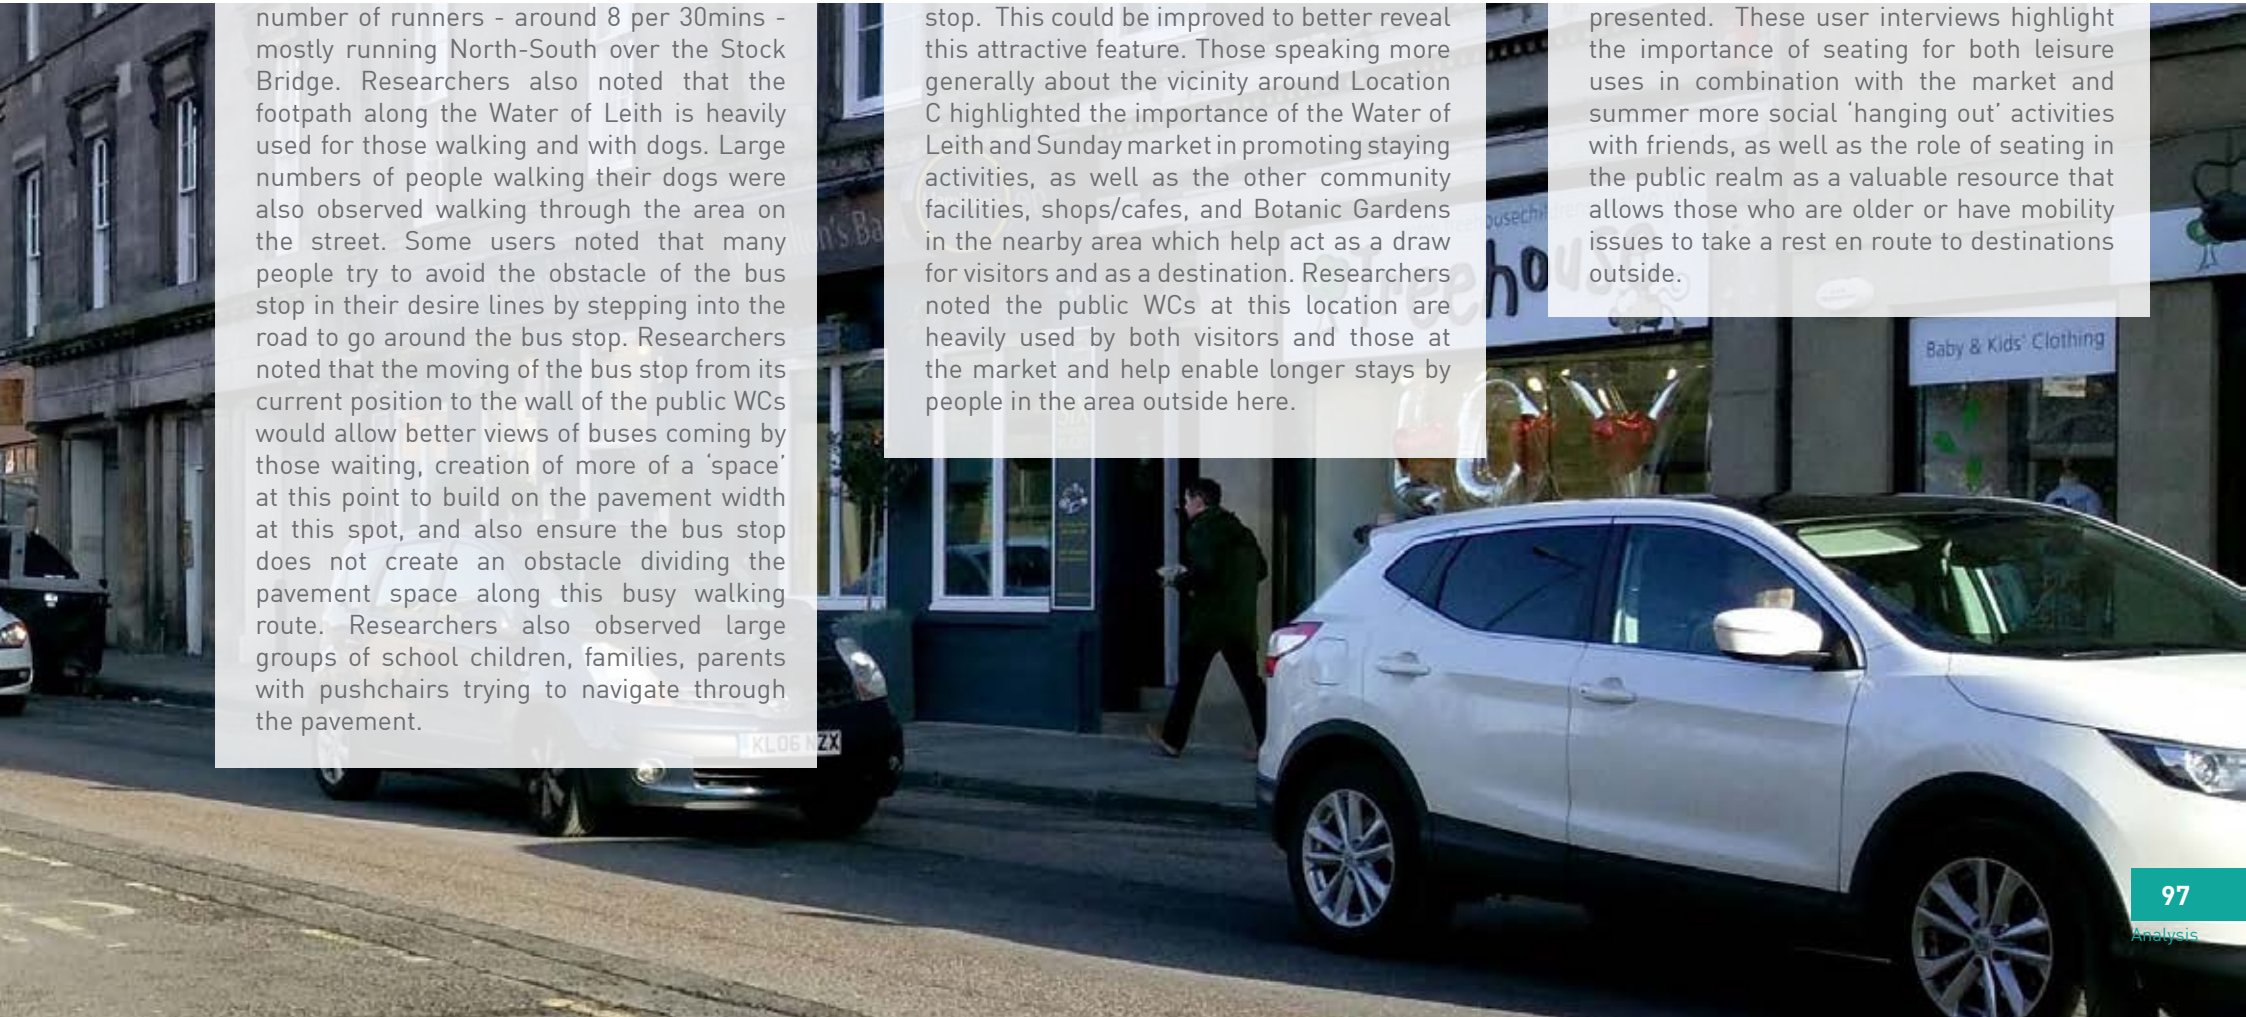 number of runners - around 8 per 30mins -
mostly running North-South over the Stock
Bridge. Researchers also noted that the
footpath along the Water of Leith is heavily
used for those walking and with dogs. Large
numbers of people walking their dogs were
also observed walking through the area on
the street. Some users noted that many
people try to avoid the obstacle of the bus
stop in their desire lines by stepping into the
road to go around the bus stop. Researchers
noted that the moving of the bus stop from its
current position to the wall of the public WCs
would allow better views of buses coming by
those waiting, creation of more of a ‘space’
at this point to build on the pavement width
at this spot, and also ensure the bus stop
does not create an obstacle dividing the
pavement space along this busy walking
route. Researchers also observed large
groups of school children, families, parents
with pushchairs trying to navigate through
the pavement.
stop. This could be improved to better reveal
this attractive feature. Those speaking more
generally about the vicinity around Location
C highlighted the importance of the Water of
Leith and Sunday market in promoting staying
activities, as well as the other community
facilities, shops/cafes, and Botanic Gardens
in the nearby area which help act as a draw
for visitors and as a destination. Researchers
noted the public WCs at this location are
heavily used by both visitors and those at
the market and help enable longer stays by
people in the area outside here.
presented. These user interviews highlight
the importance of seating for both leisure
uses in combination with the market and
summer more social ‘hanging out’ activities
with friends, as well as the role of seating in
the public realm as a valuable resource that
allows those who are older or have mobility
issues to take a rest en route to destinations
outside.
Treehouse
Baby & Kids' Clothing
KL06 NZX
97
Analysis